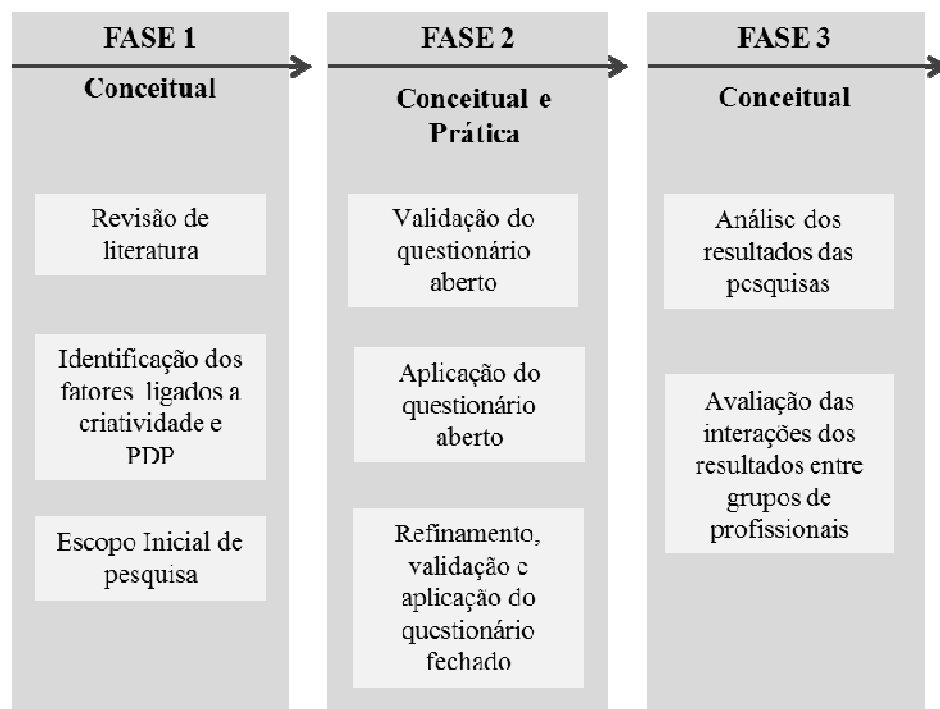 FASE 1
Conceitual
Revisão de
literatura
Identificação dos
fatores ligados a
criatividade e
PDP
Escopo Inicial de
pesquisa
FASE 2
Conceitual e
Prática
Validação do
questionário
aberto
Aplicação do
questionário
aberto
Refinamento,
validação e
aplicação do
questionário
fechado
FASE 3
Conceitual
Análise dos
resultados das
pesquisas
Avaliação das
interações dos
resultados entre
grupos de
profissionais